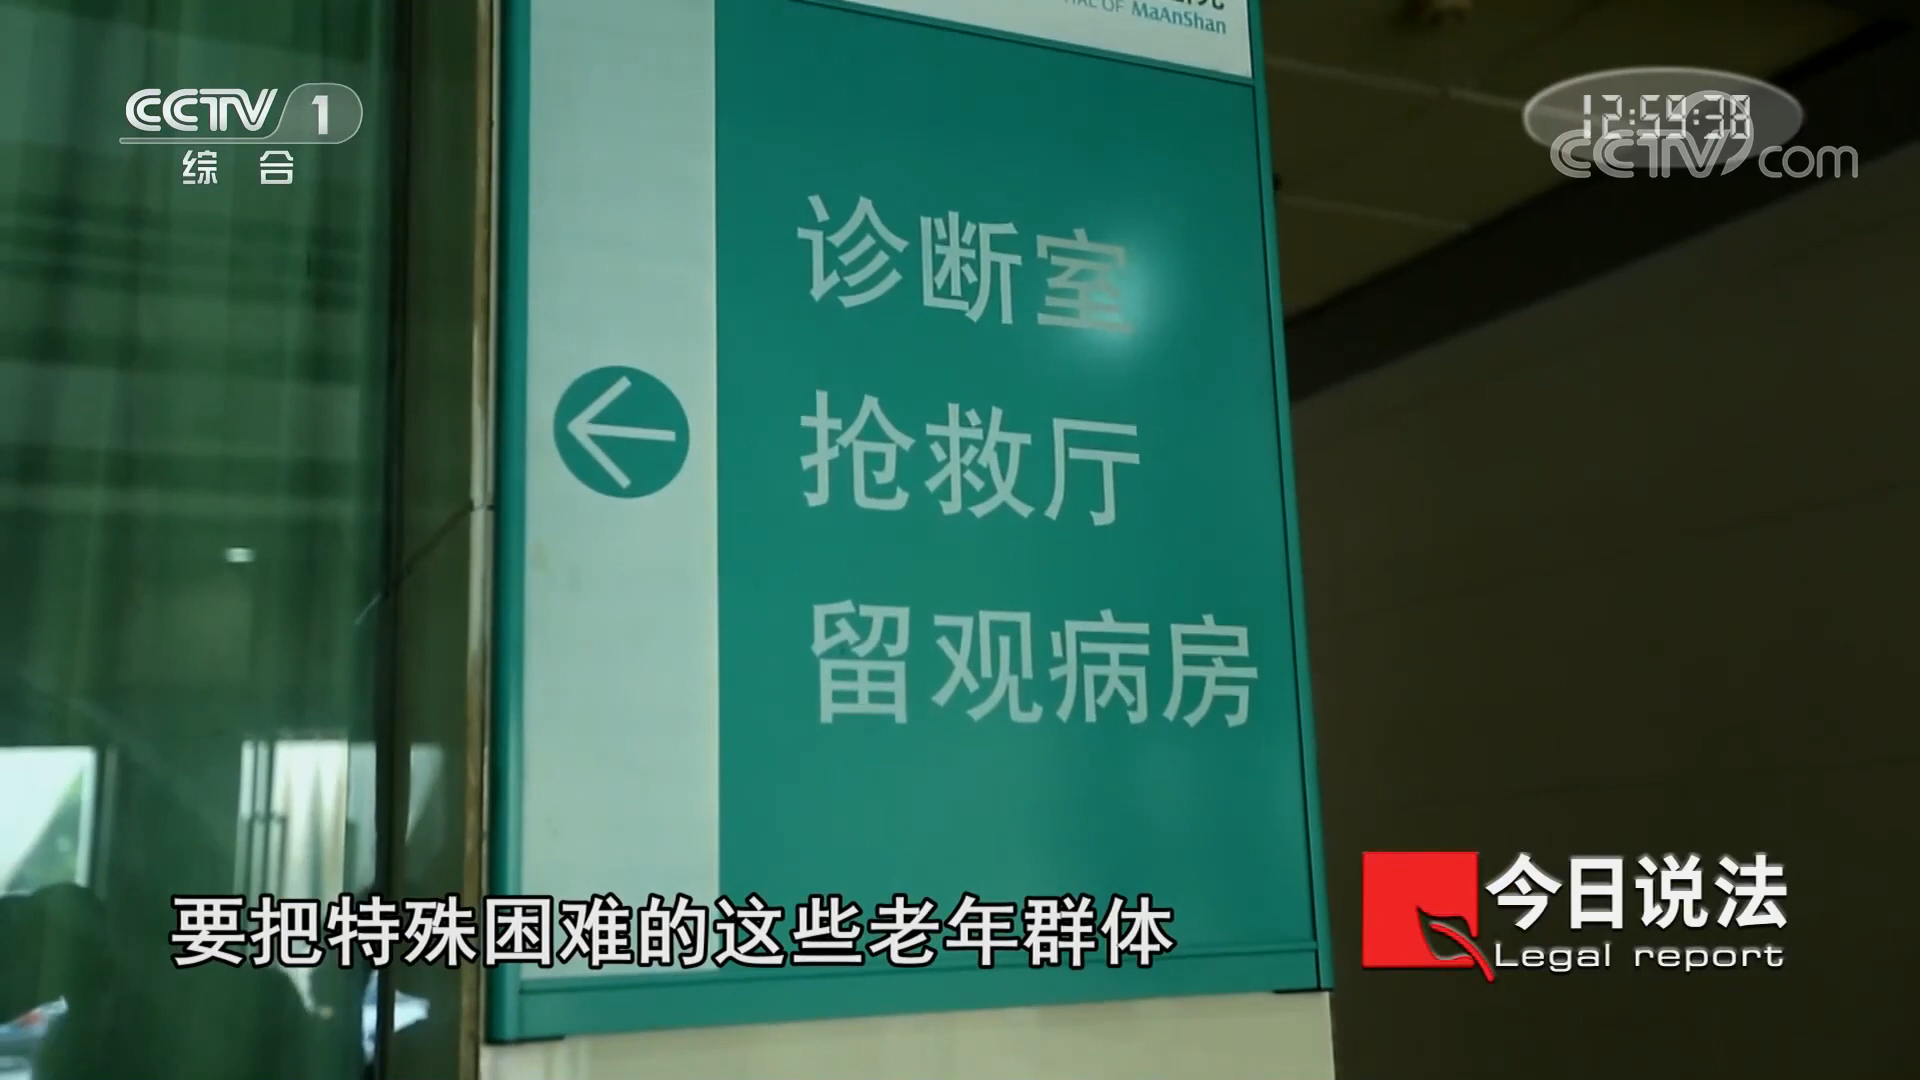 OF MaAnShan
CCTV 1
综合
12:59:38
CCTV.com
诊断室
抢救厅
留观病房
要把特殊困难的这些老年群体
今日说法
Legal report